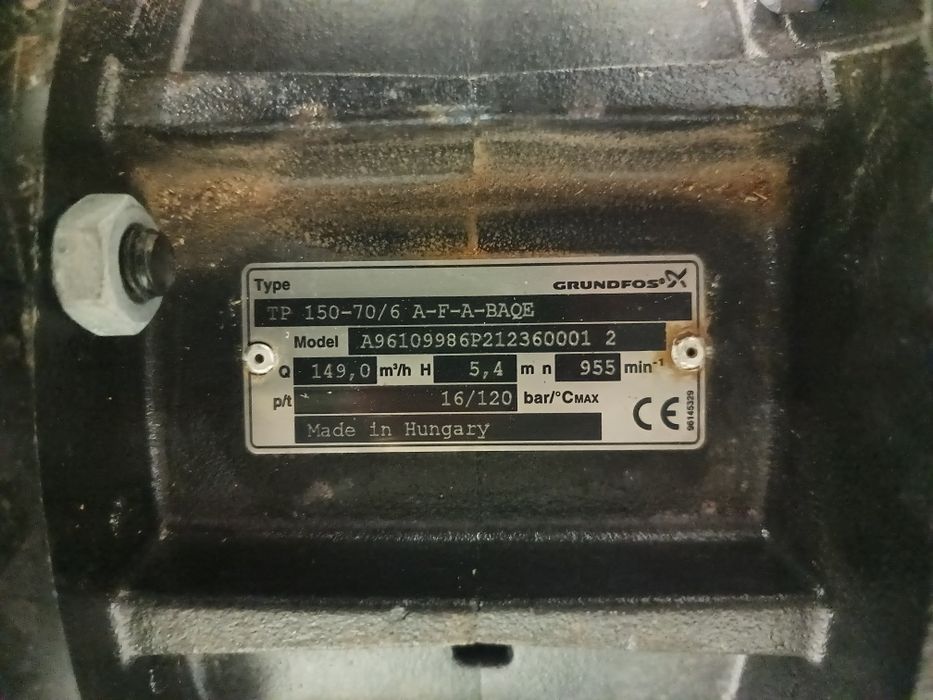 Type GRUNDFOS
TP 150-70/6 A-F-A-BAQE
Model A96109986P212360001 2
Q 149,0 m³/h H 5,4 m n 955 min⁻¹
p/t 16/120 bar/°CMAX
Made in Hungary CE
96145329